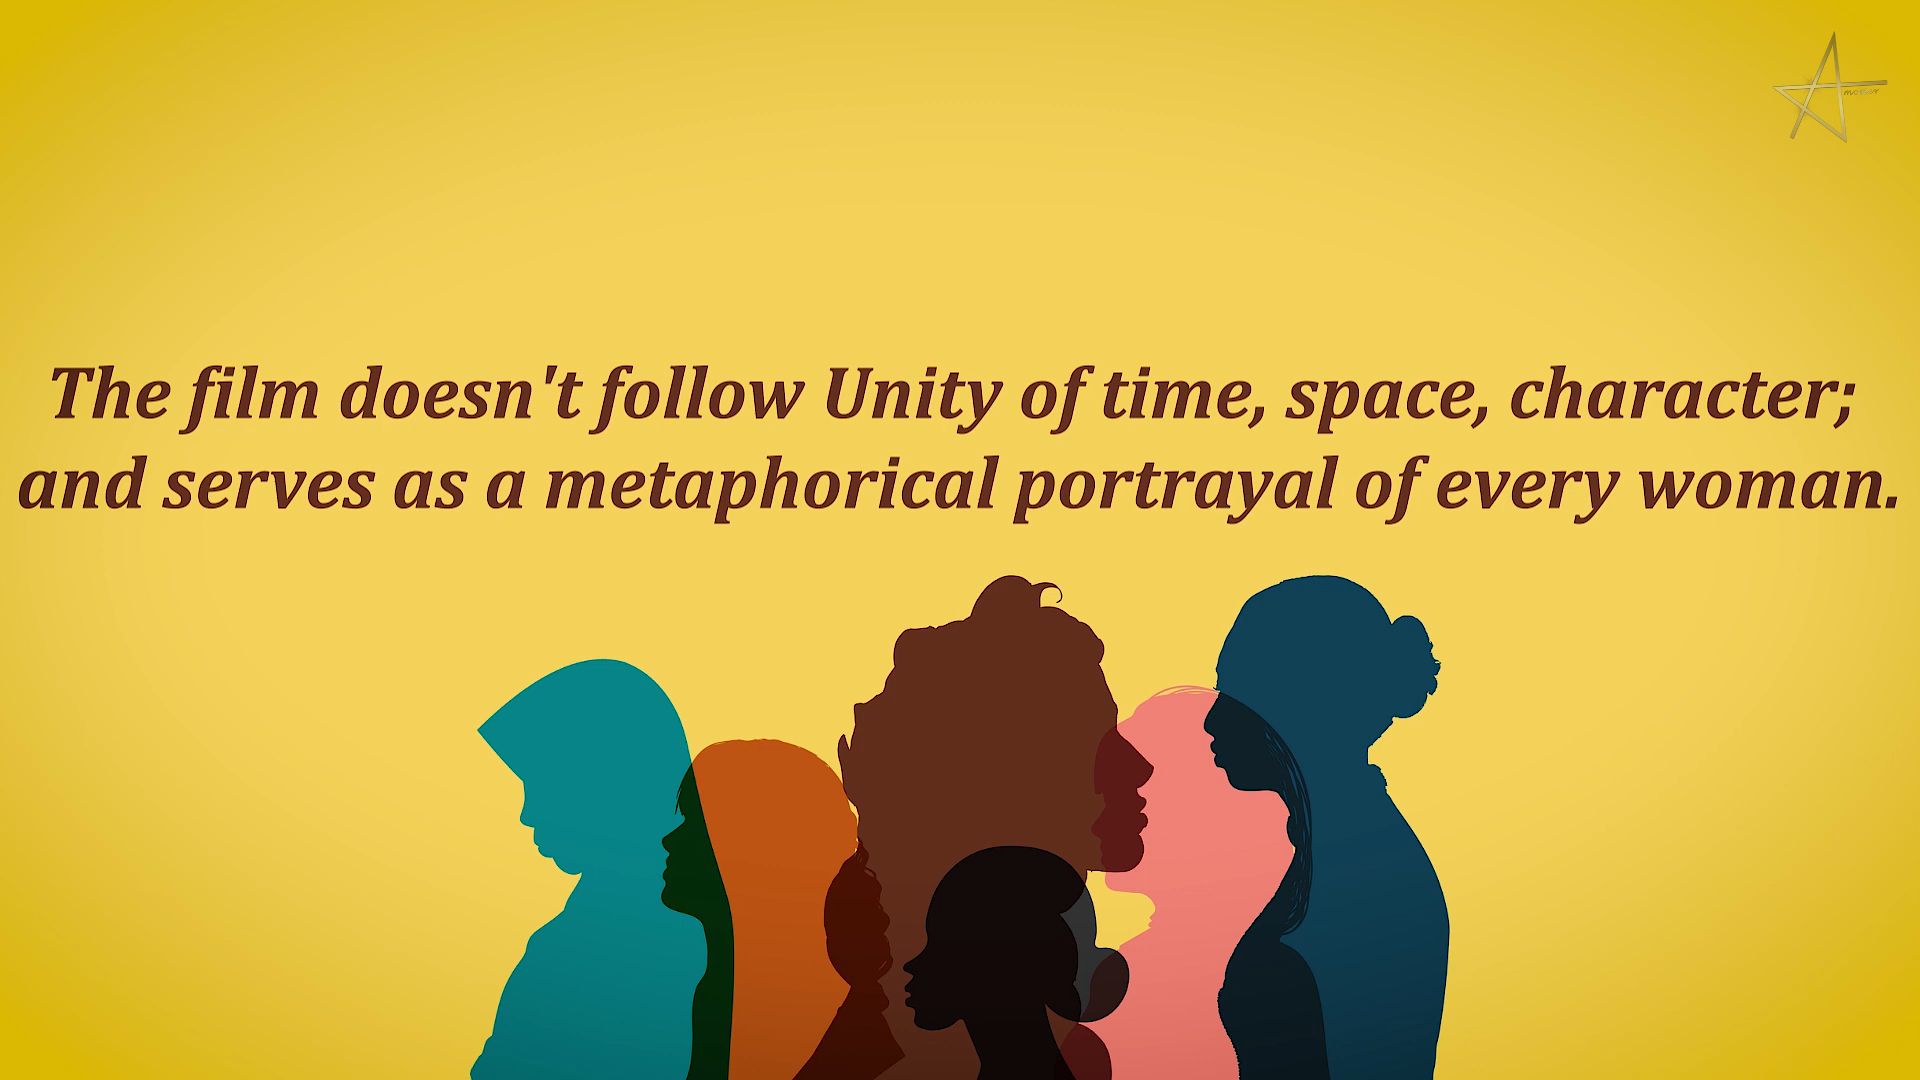 The film doesn't follow Unity of time, space, character;
and serves as a metaphorical portrayal of every woman.